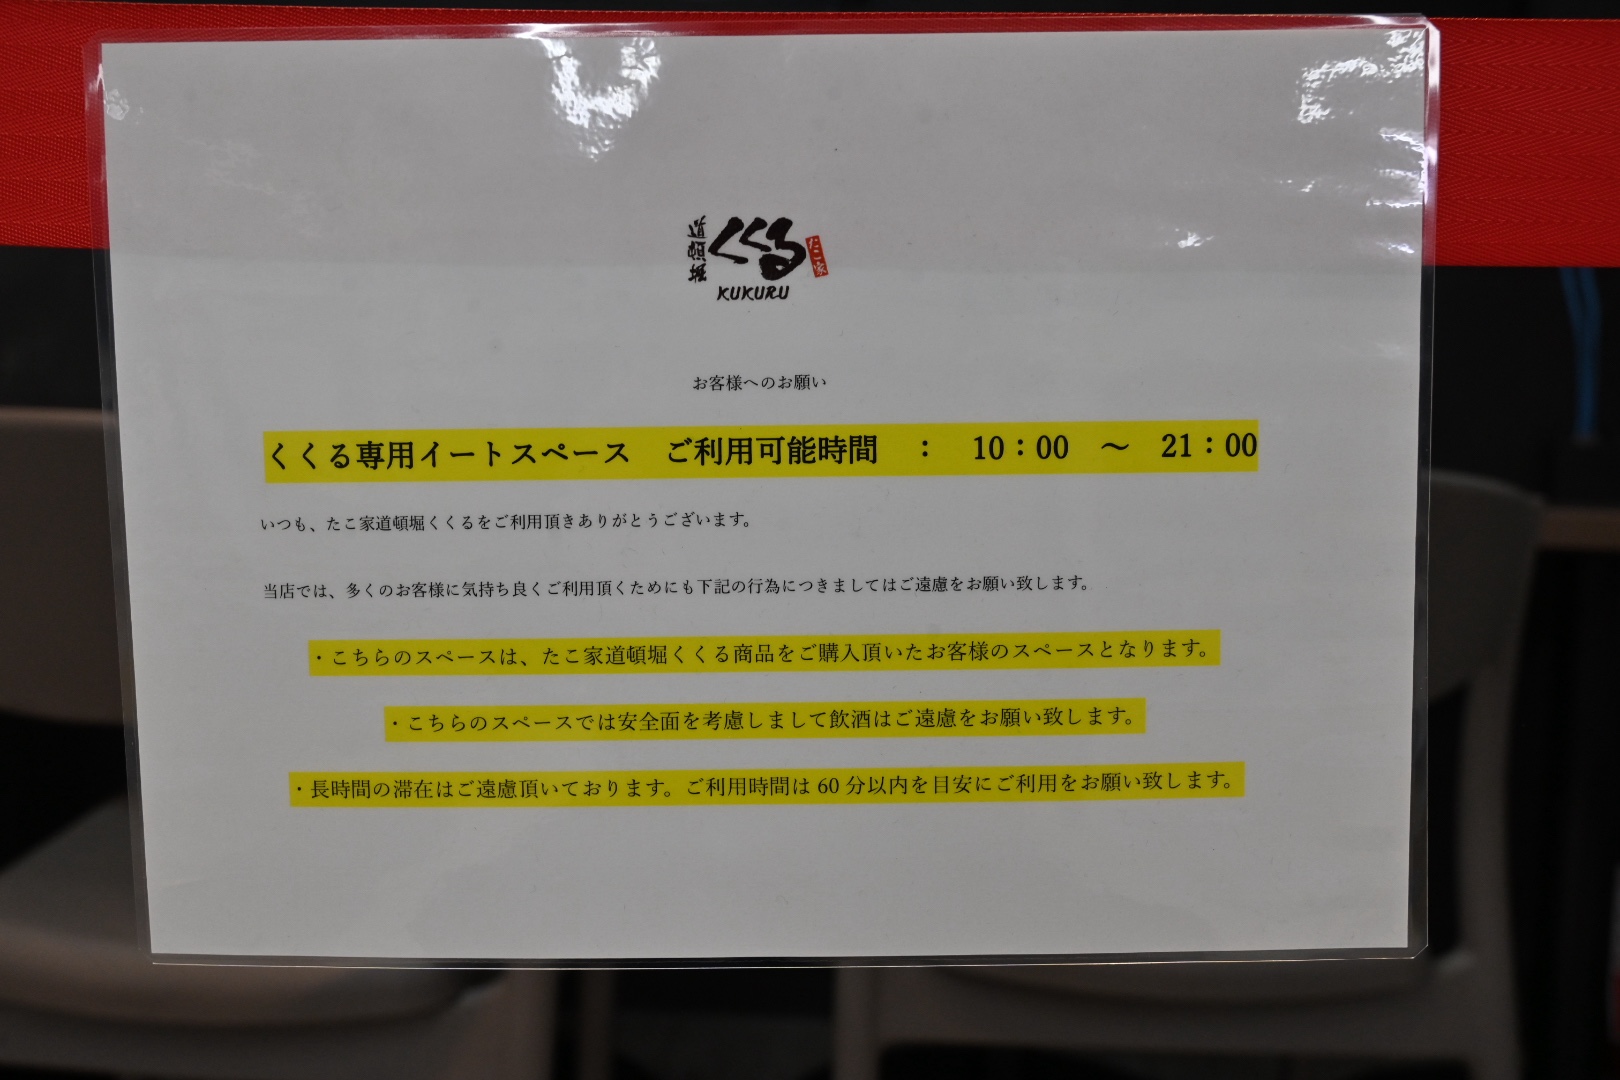 道頓堀
くくる
たこ家
KUKURU
お客様へのお願い
くくる専用イートスペース　ご利用可能時間　：　10：00　～　21：00
いつも、たこ家道頓堀くくるをご利用頂きありがとうございます。
当店では、多くのお客様に気持ち良くご利用頂くためにも下記の行為につきましてはご遠慮をお願い致します。
・こちらのスペースは、たこ家道頓堀くくる商品をご購入頂いたお客様のスペースとなります。
・こちらのスペースでは安全面を考慮しまして飲酒はご遠慮をお願い致します。
・長時間の滞在はご遠慮頂いております。ご利用時間は 60 分以内を目安にご利用をお願い致します。